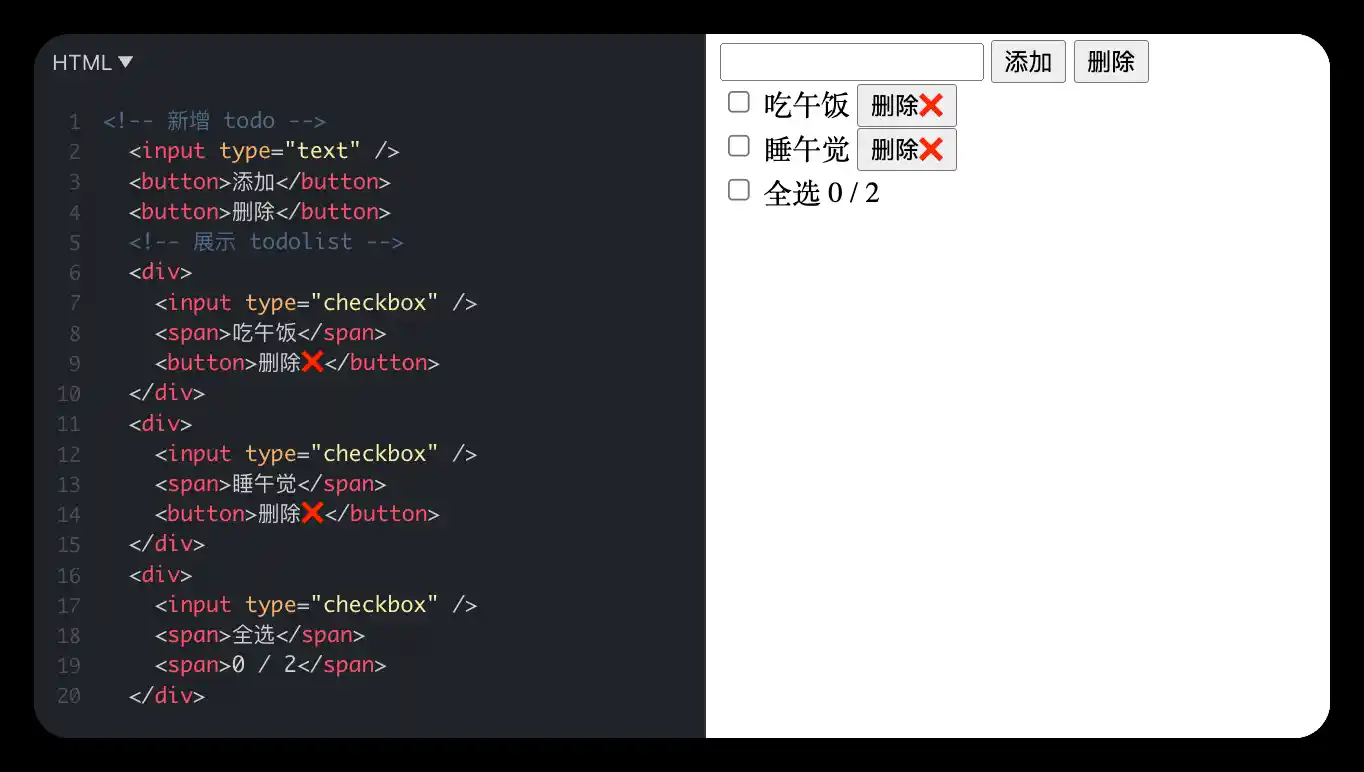 HTML▼
1 <!-- 新增 todo -->
2 <input type="text" />
3 <button>添加</button>
4 <button>删除</button>
5 <!-- 展示 todolist -->
6 <div>
7 <input type="checkbox" />
8 <span>吃午饭</span>
9 <button>删除❌</button>
10 </div>
11 <div>
12 <input type="checkbox" />
13 <span>睡午觉</span>
14 <button>删除❌</button>
15 </div>
16 <div>
17 <input type="checkbox" />
18 <span>全选</span>
19 <span>0 / 2</span>
20 </div>
添加 删除
吃午饭 删除❌
睡午觉 删除❌
全选 0 / 2